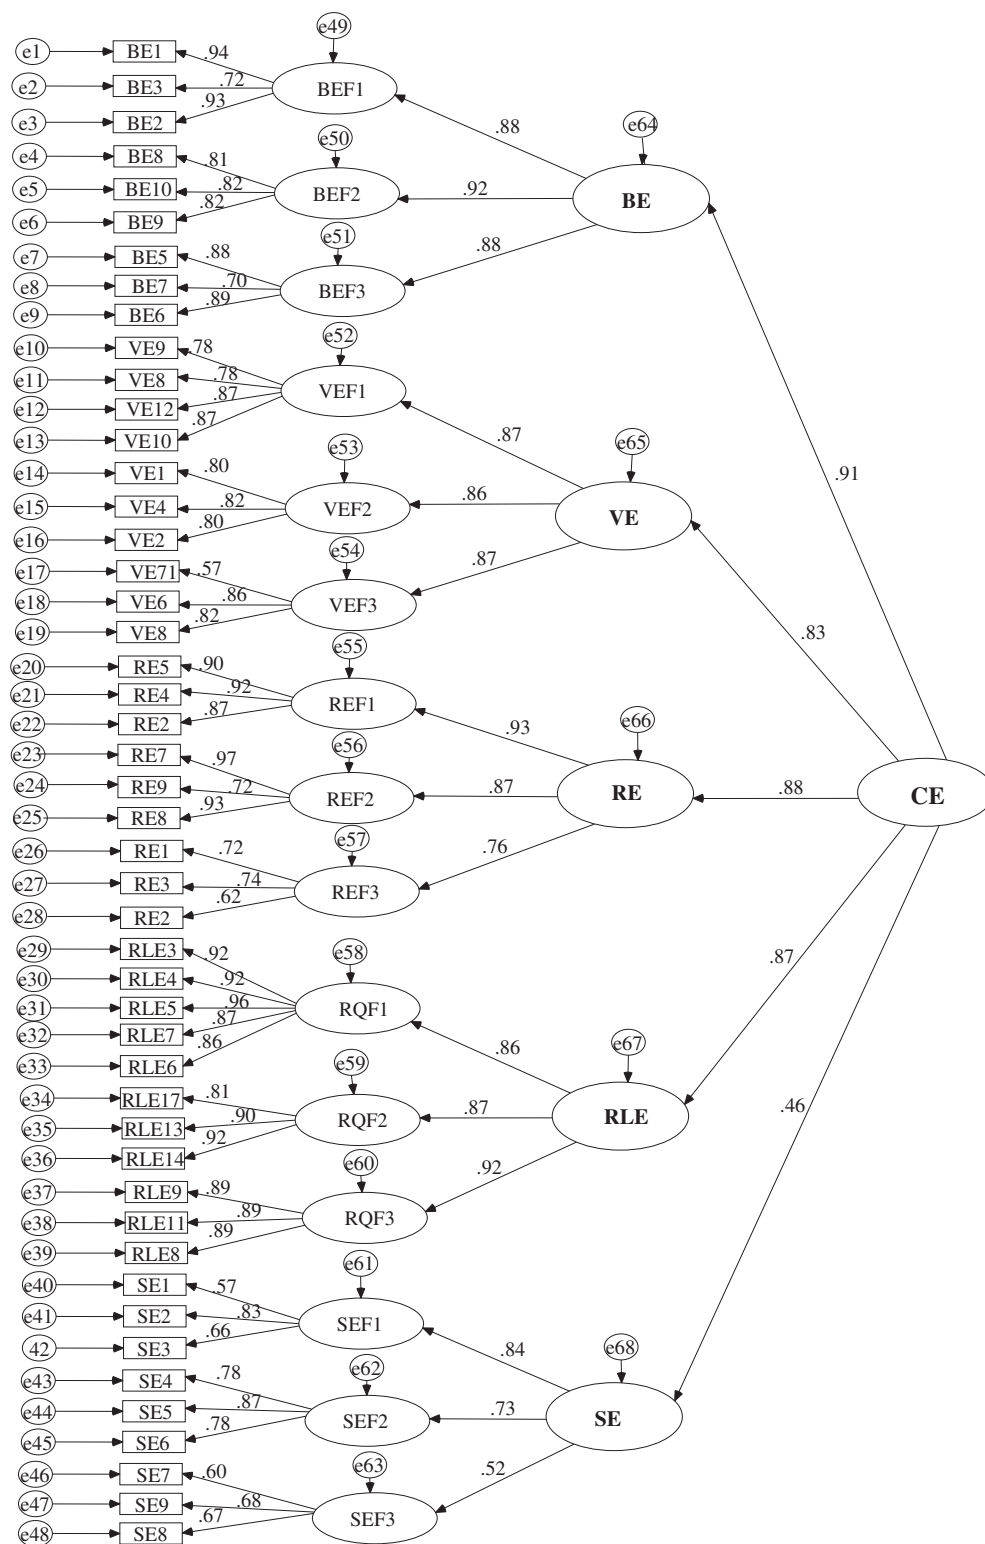 e49
e1 BE1 .94
e2 BE3 .72 BEF1
e3 BE2 .93
.88 e64
e50
e4 BE8 .81
e5 BE10 .82 BEF2 .92 BE
e6 BE9 .82
e51
e7 BE5 .88 .88
e8 BE7 .70 BEF3
e9 BE6 .89
e52
e10 VE9 .78
e11 VE8 .78 VEF1
e12 VE12 .87
e13 VE10 .87
.87 e65
e53
e14 VE1 .80 .91
e15 VE4 .82 VEF2 .86 VE
e16 VE2 .80
e54
e17 VE71 .57 .87
e18 VE6 .86 VEF3
e19 VE8 .82
.83
e55
e20 RE5 .90
e21 RE4 .92 REF1
e22 RE2 .87
.93 e66
e56
e23 RE7 .97
e24 RE9 .72 REF2 .87 RE .88 CE
e25 RE8 .93
e57
e26 RE1 .72 .76
e27 RE3 .74 REF3
e28 RE2 .62
e29 RLE3 .92 e58 .87
e30 RLE4 .92
e31 RLE5 .96 RQF1
e32 RLE7 .87
e33 RLE6 .86
.86 e67
e59
e34 RLE17 .81 .46
e35 RLE13 .90 RQF2 .87 RLE
e36 RLE14 .92
e60 .92
e37 RLE9 .89
e38 RLE11 .89 RQF3
e39 RLE8 .89
e61
e40 SE1 .57
e41 SE2 .83 SEF1
42 SE3 .66
.84 e68
e62
e43 SE4 .78
e44 SE5 .87 SEF2 .73 SE
e45 SE6 .78
e63 .52
e46 SE7 .60
e47 SE9 .68 SEF3
e48 SE8 .67